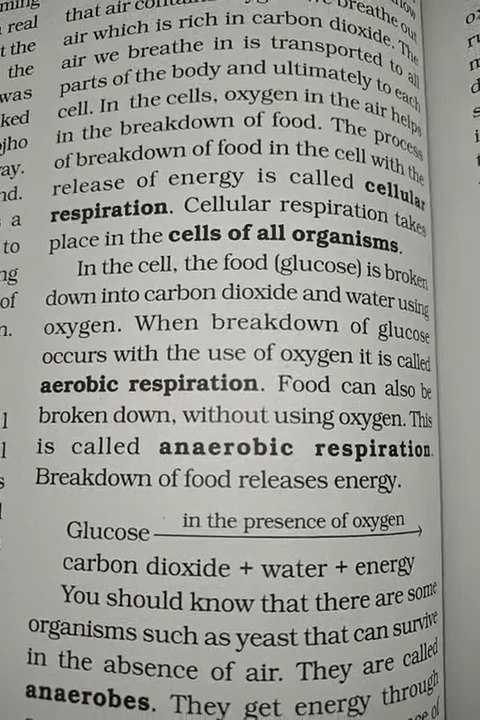 that air
breathe out
air which is rich in carbon dioxide. The
air we breathe in is transported to all
parts of the body and ultimately to each
cell. In the cells, oxygen in the air helps
in the breakdown of food. The process
of breakdown of food in the cell with the
release of energy is called cellular
respiration. Cellular respiration takes
place in the cells of all organisms.
In the cell, the food (glucose) is broken
down into carbon dioxide and water using
oxygen. When breakdown of glucose
occurs with the use of oxygen it is called
aerobic respiration. Food can also be
broken down, without using oxygen. This
is called anaerobic respiration.
Breakdown of food releases energy.
in the presence of oxygen
Glucose
carbon dioxide + water + energy
You should know that there are some
organisms such as yeast that can survive
in the absence of air. They are called
anaerobes. They get energy through
real
the
was
a
to
of